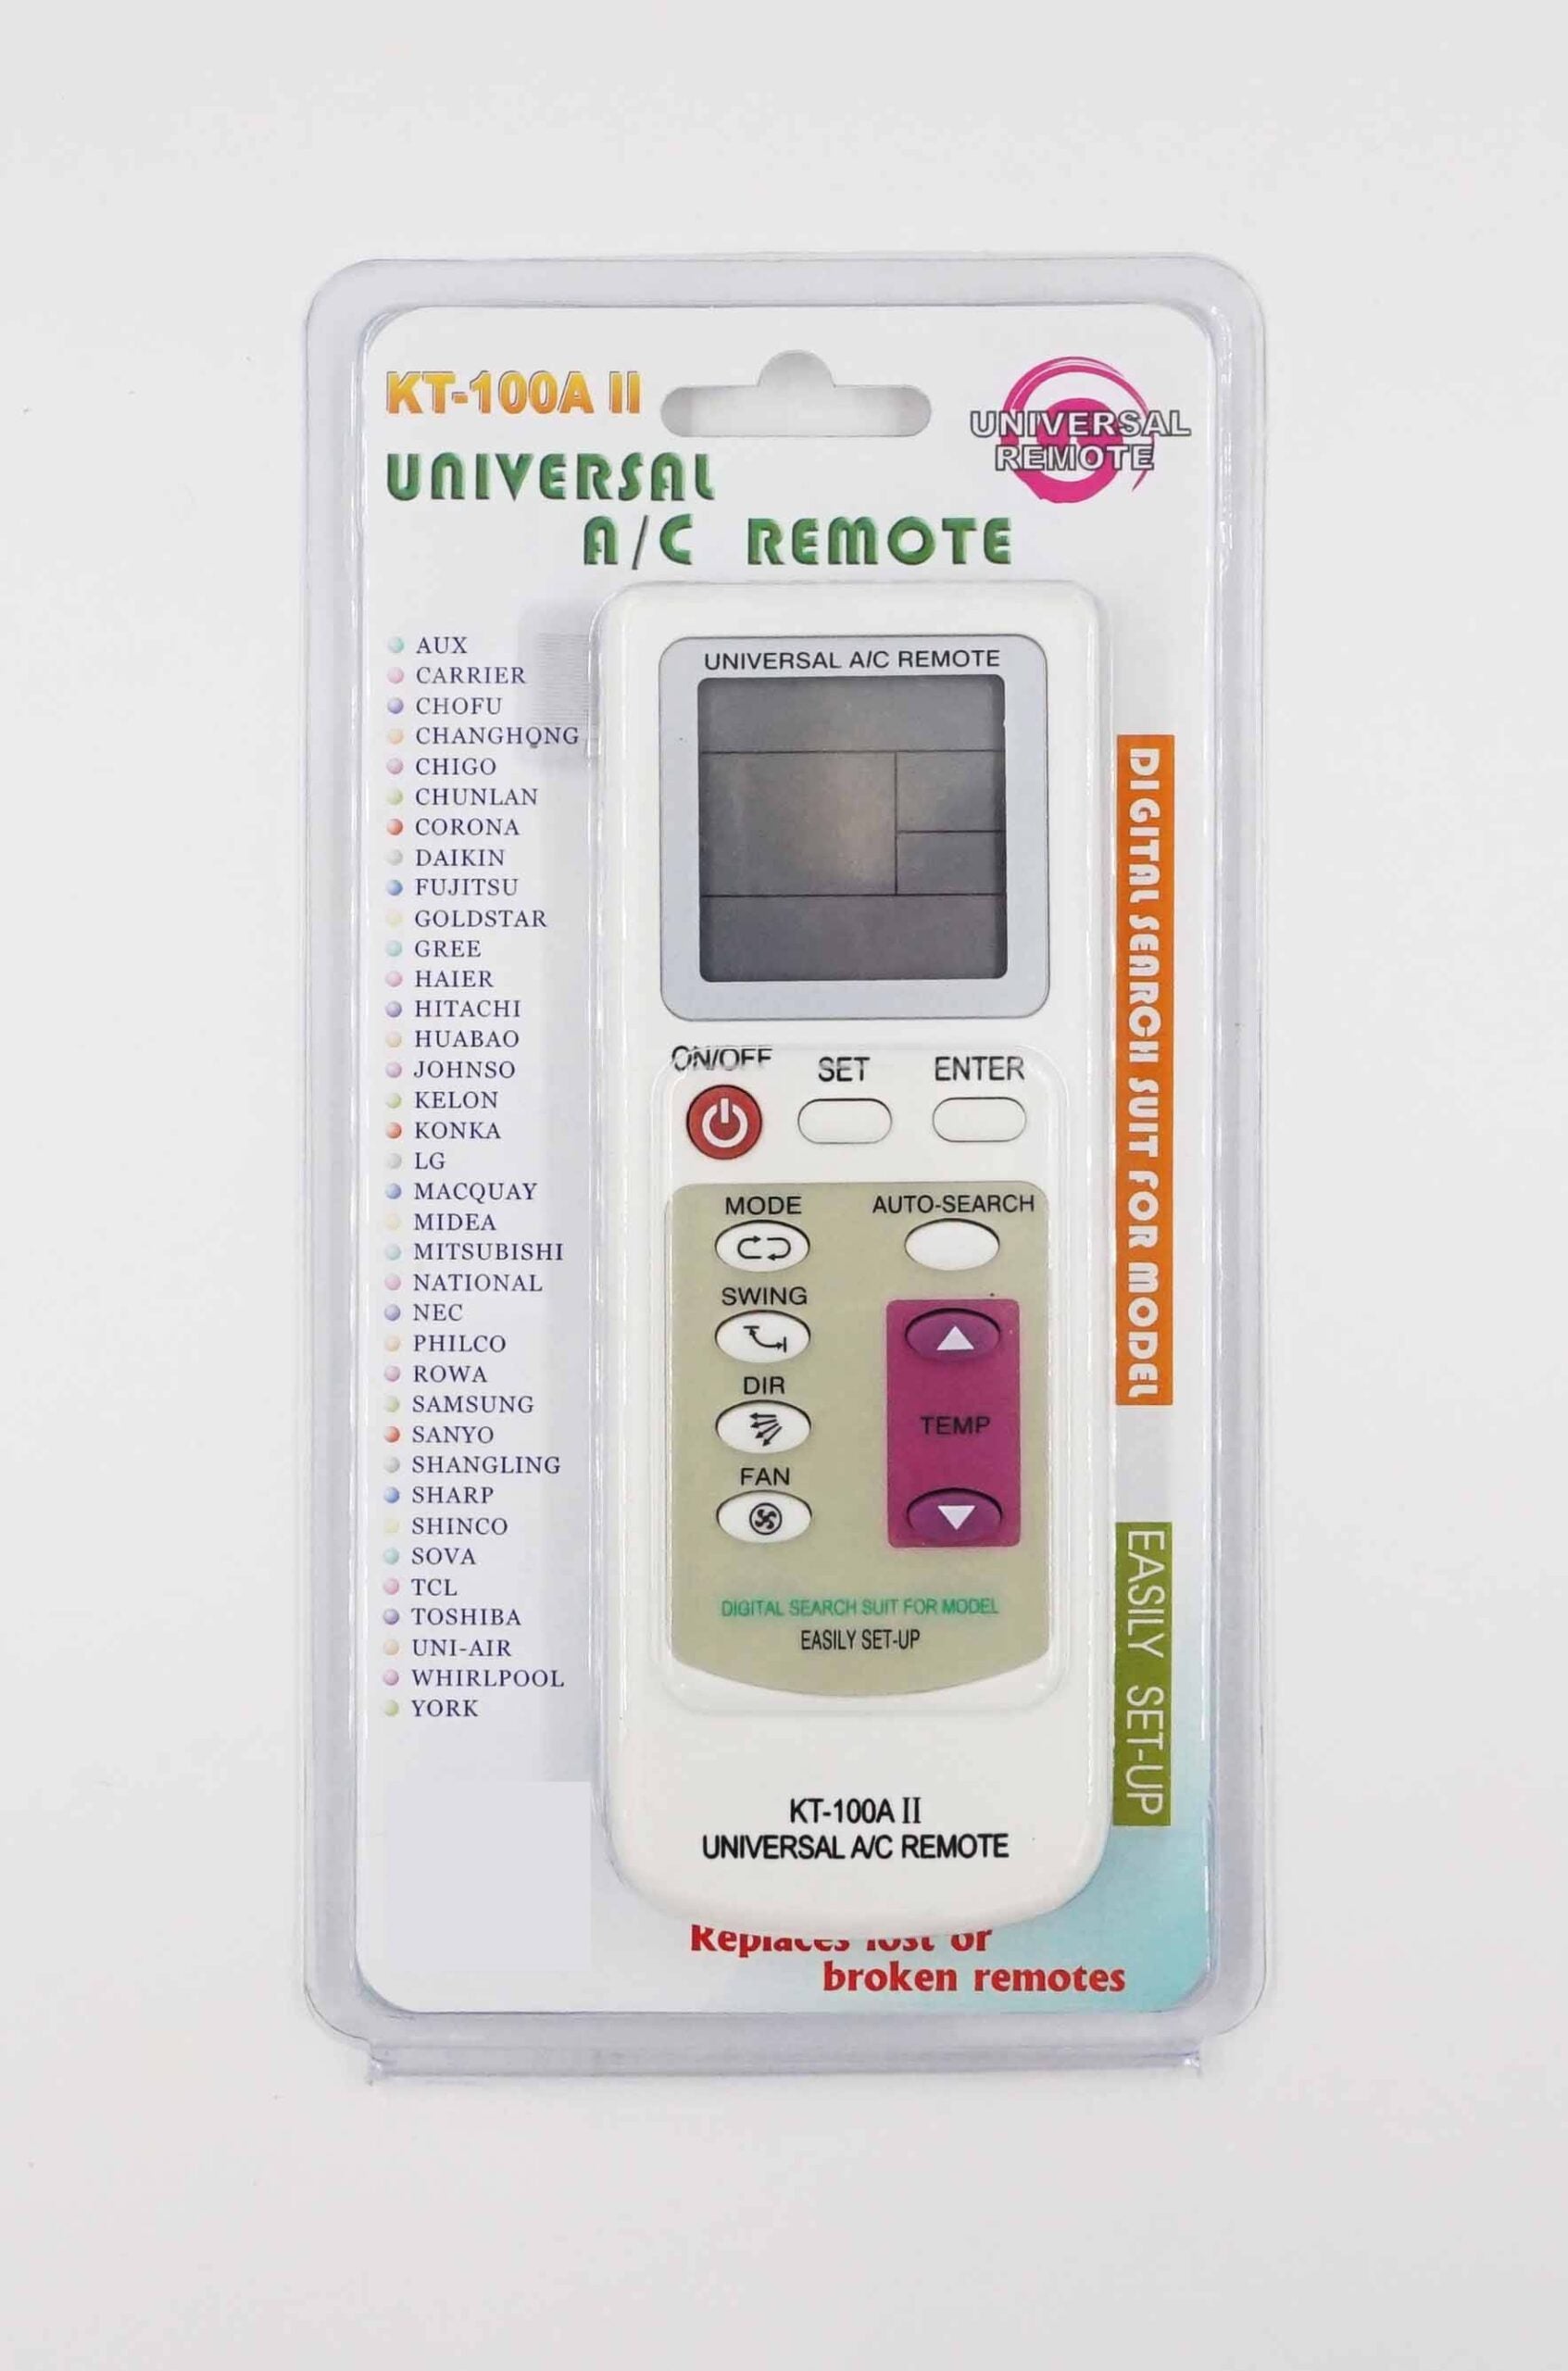 KT-100A II
UNIVERSAL
REMOTE
UNIVERSAL
A/C REMOTE
AUX
CARRIER
CHOFU
CHANGHONG
CHIGO
CHUNLAN
CORONA
DAIKIN
FUJITSU
GOLDSTAR
GREE
HAIER
HITACHI
HUABAO
JOHNSO
KELON
KONKA
LG
MACQUAY
MIDEA
MITSUBISHI
NATIONAL
NEC
PHILCO
ROWA
SAMSUNG
SANYO
SHANGLING
SHARP
SHINCO
SOVA
TCL
TOSHIBA
UNI-AIR
WHIRLPOOL
YORK
UNIVERSAL A/C REMOTE
ON/OFF SET ENTER
MODE AUTO-SEARCH
SWING
DIR
TEMP
FAN
DIGITAL SEARCH SUIT FOR MODEL
EASILY SET-UP
KT-100A II
UNIVERSAL A/C REMOTE
DIGITAL SEARCH SUIT FOR MODEL
EASILY SET-UP
Replaces lost or
broken remotes